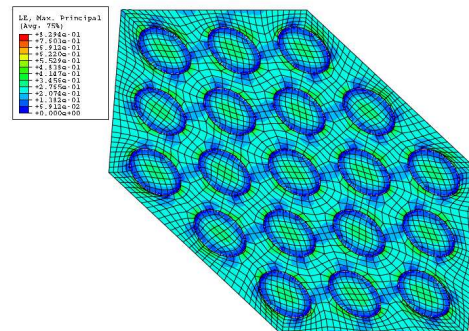 LE, Max. Principal
(Avg: 75%)
+8.294e-01
+7.603e-01
+6.912e-01
+6.220e-01
+5.529e-01
+4.838e-01
+4.147e-01
+3.456e-01
+2.765e-01
+2.074e-01
+1.382e-01
+6.912e-02
+0.000e+00